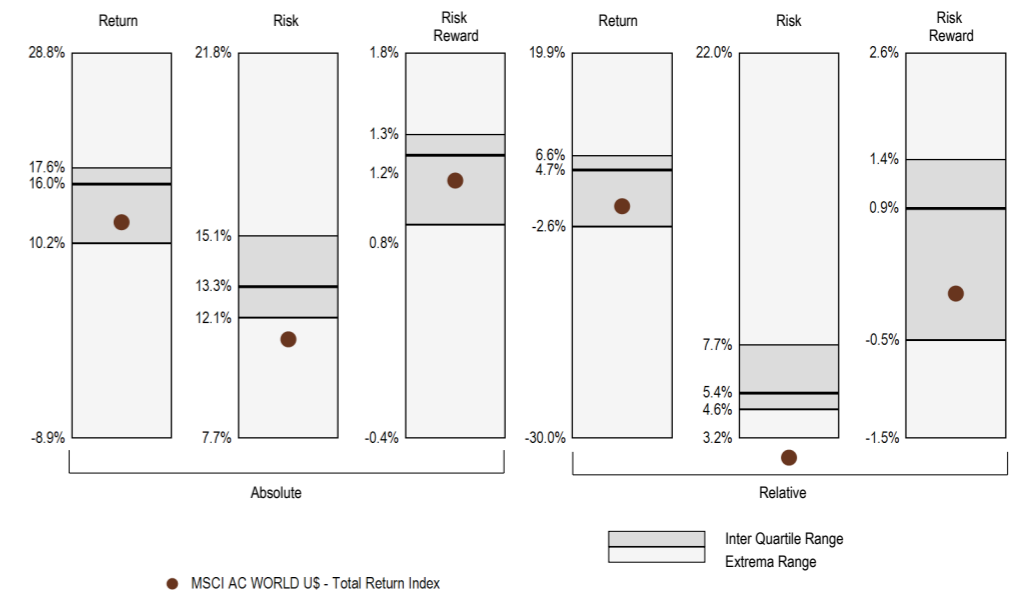 Return
Risk
Risk
Reward
Return
Risk
Risk
Reward
28.8%
17.6%
16.0%
10.2%
-8.9%
21.8%
15.1%
13.3%
12.1%
7.7%
1.8%
1.3%
1.2%
0.8%
-0.4%
19.9%
6.6%
4.7%
-2.6%
-30.0%
22.0%
7.7%
5.4%
4.6%
3.2%
2.6%
1.4%
0.9%
-0.5%
-1.5%
Absolute
Relative
Inter Quartile Range
Extrema Range
MSCI AC WORLD U$ - Total Return Index